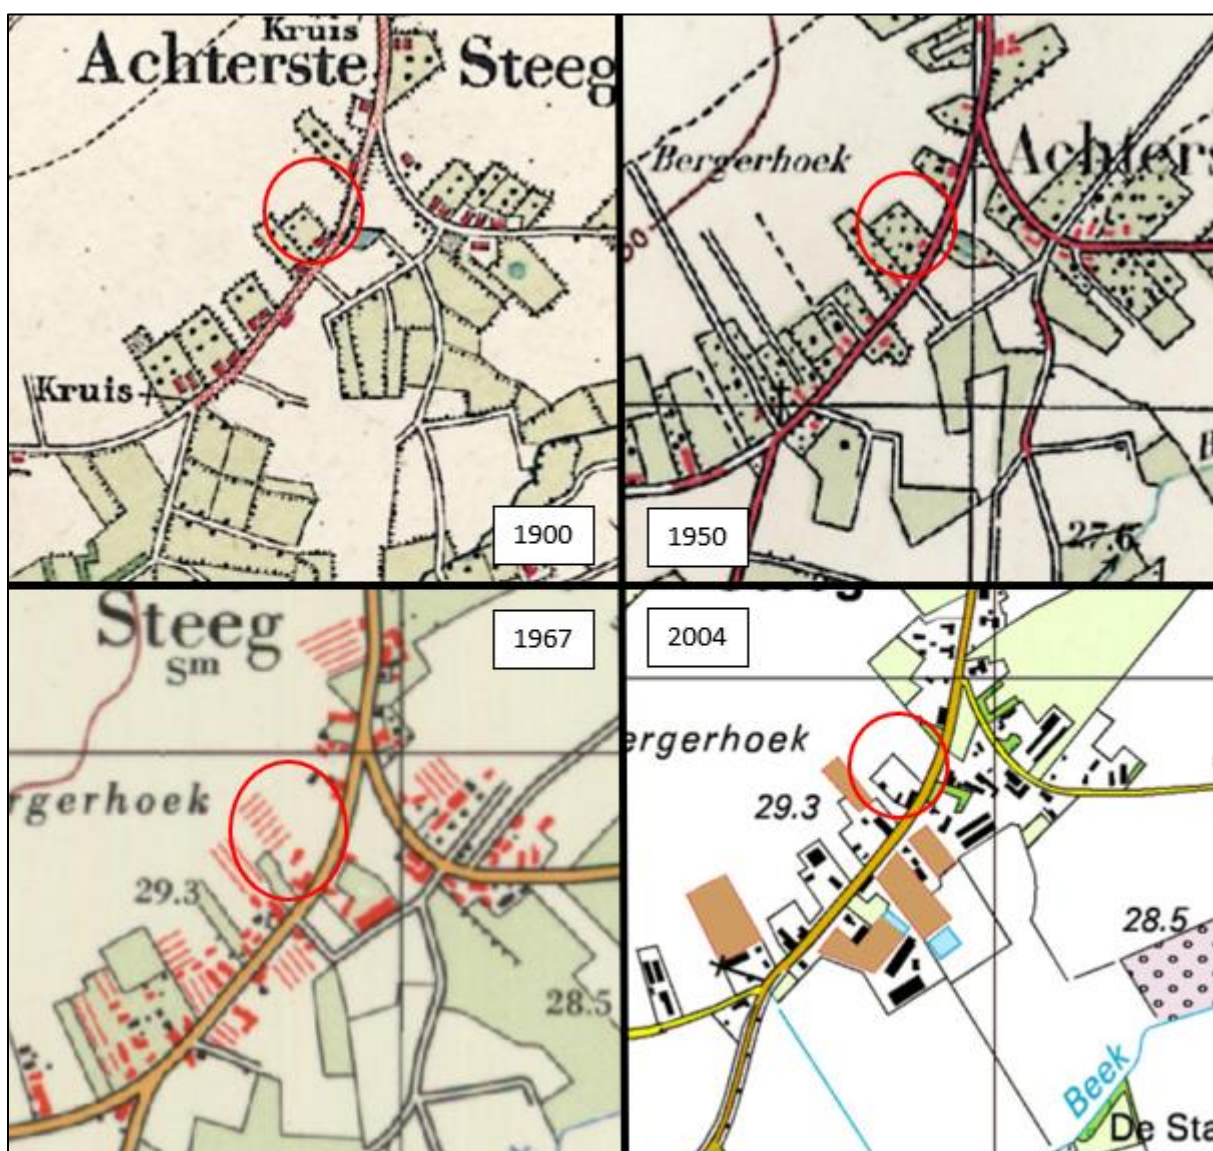 Kruis
Achterste Steeg
Kruis
1900
Bergerhoek
Achters
1950
27.6
Steeg
Sm
1967
rgerhoek
29.3
28.5
2004
ergerhoek
29.3
28.5
Beek
De Sta